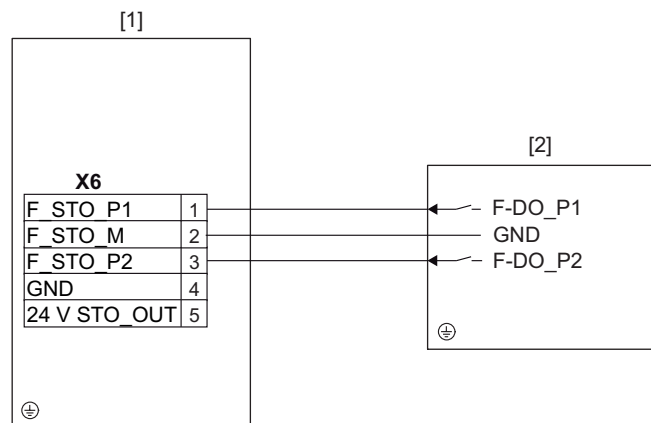 [1]
[2]
X6
F_STO_P1 1
F_STO_M 2
F_STO_P2 3
GND 4
24 V STO_OUT 5
F-DO_P1
GND
F-DO_P2